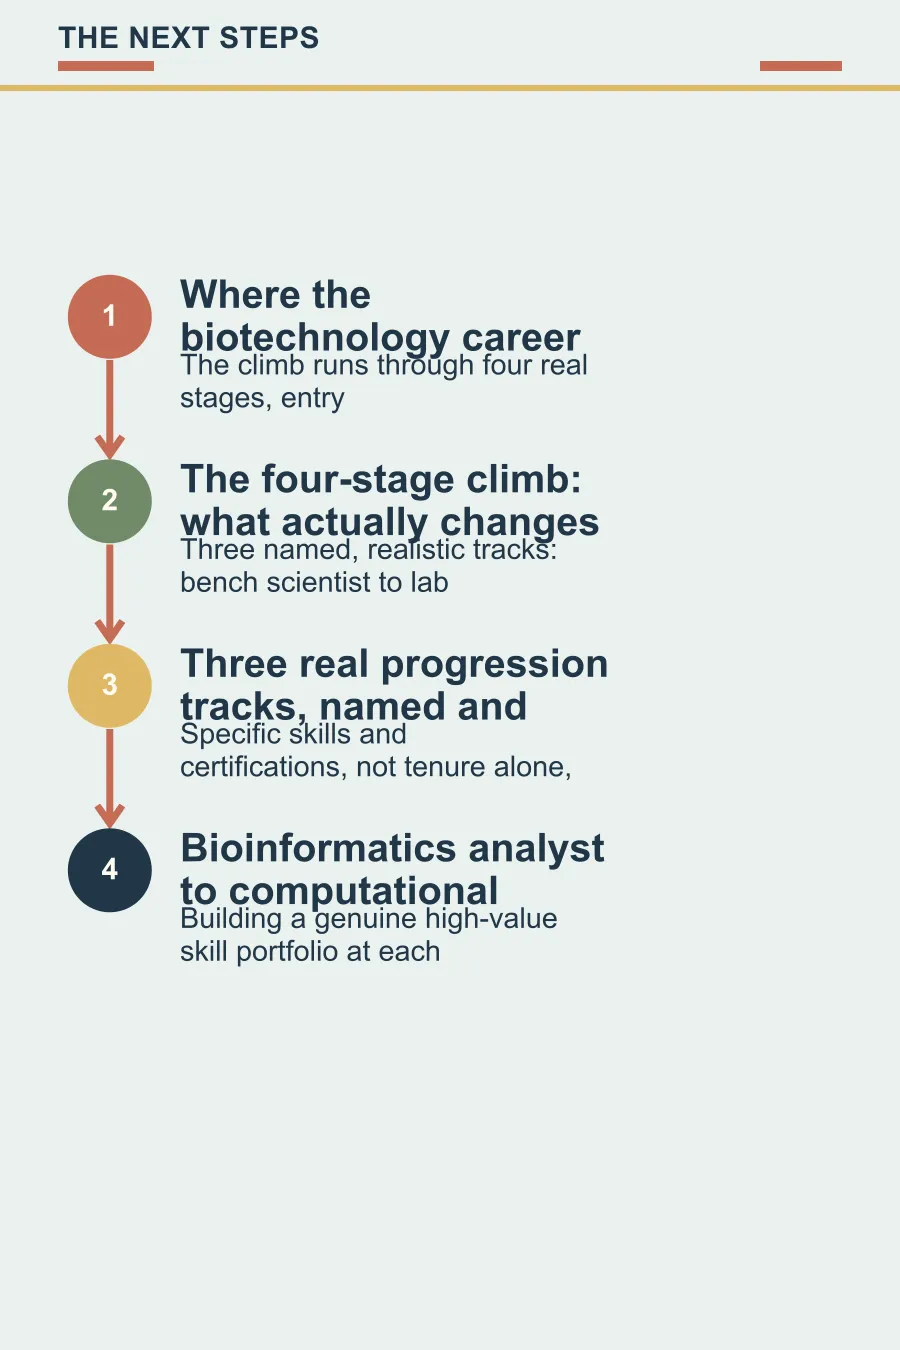 THE NEXT STEPS
1
Where the
biotechnology career
The climb runs through four real
stages, entry
2
The four-stage climb:
what actually changes
Three named, realistic tracks:
bench scientist to lab
3
Three real progression
tracks, named and
Specific skills and
certifications, not tenure alone,
4
Bioinformatics analyst
to computational
Building a genuine high-value
skill portfolio at each